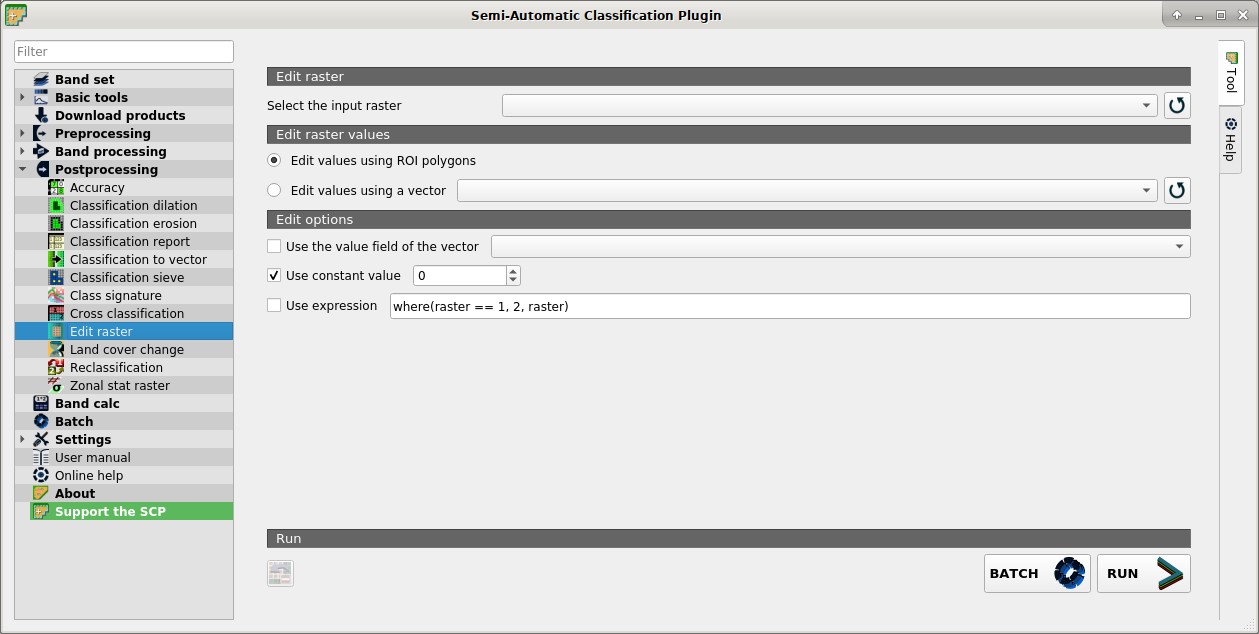 Semi-Automatic Classification Plugin
Filter
Band set
Basic tools
Download products
Preprocessing
Band processing
Postprocessing
Accuracy
Classification dilation
Classification erosion
Classification report
Classification to vector
Classification sieve
Class signature
Cross classification
Edit raster
Land cover change
Reclassification
Zonal stat raster
Band calc
Batch
Settings
User manual
Online help
About
Support the SCP
Edit raster
Select the input raster
Edit raster values
Edit values using ROI polygons
Edit values using a vector
Edit options
Use the value field of the vector
Use constant value 0
Use expression where(raster == 1, 2, raster)
Run
BATCH RUN
Tool
Help